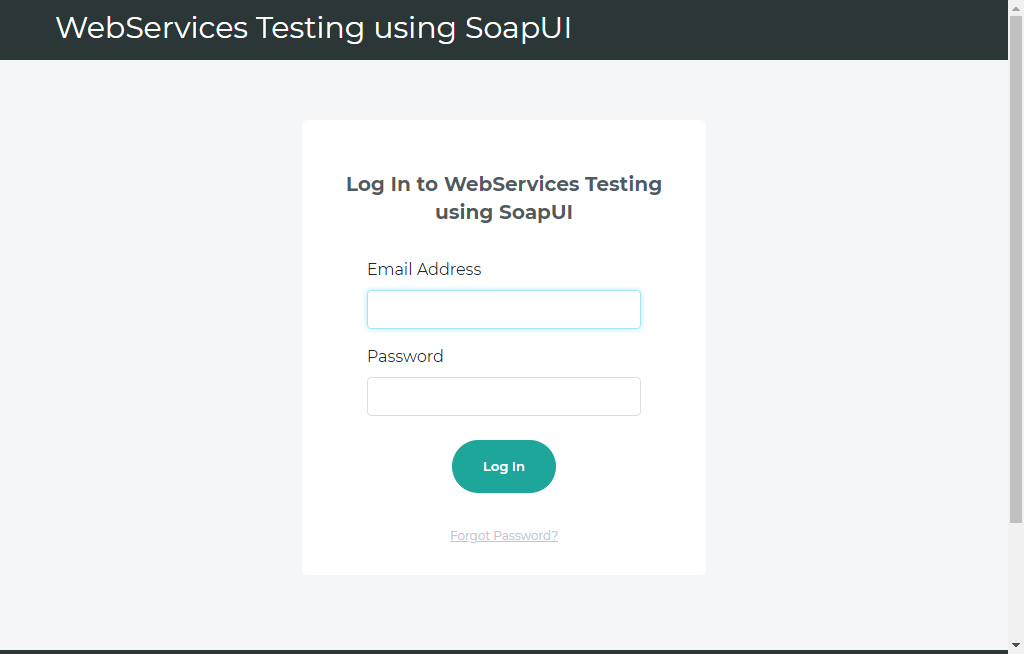 WebServices Testing using SoapUI
Log In to WebServices Testing
using SoapUI
Email Address
Password
Log In
Forgot Password?